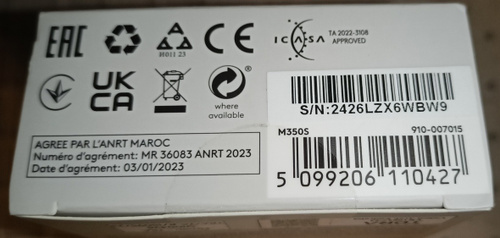 EAC
CE
ICASA
TA 2022-3108
APPROVED
UK
CA
where
available
S/N:2426LZX6WBW9
M350S 910-007015
5 099206 110427
AGREE PAR L'ANRT MAROC
Numéro d'agrément: MR 36083 ANRT 2023
Date d'agrément: 03/01/2023